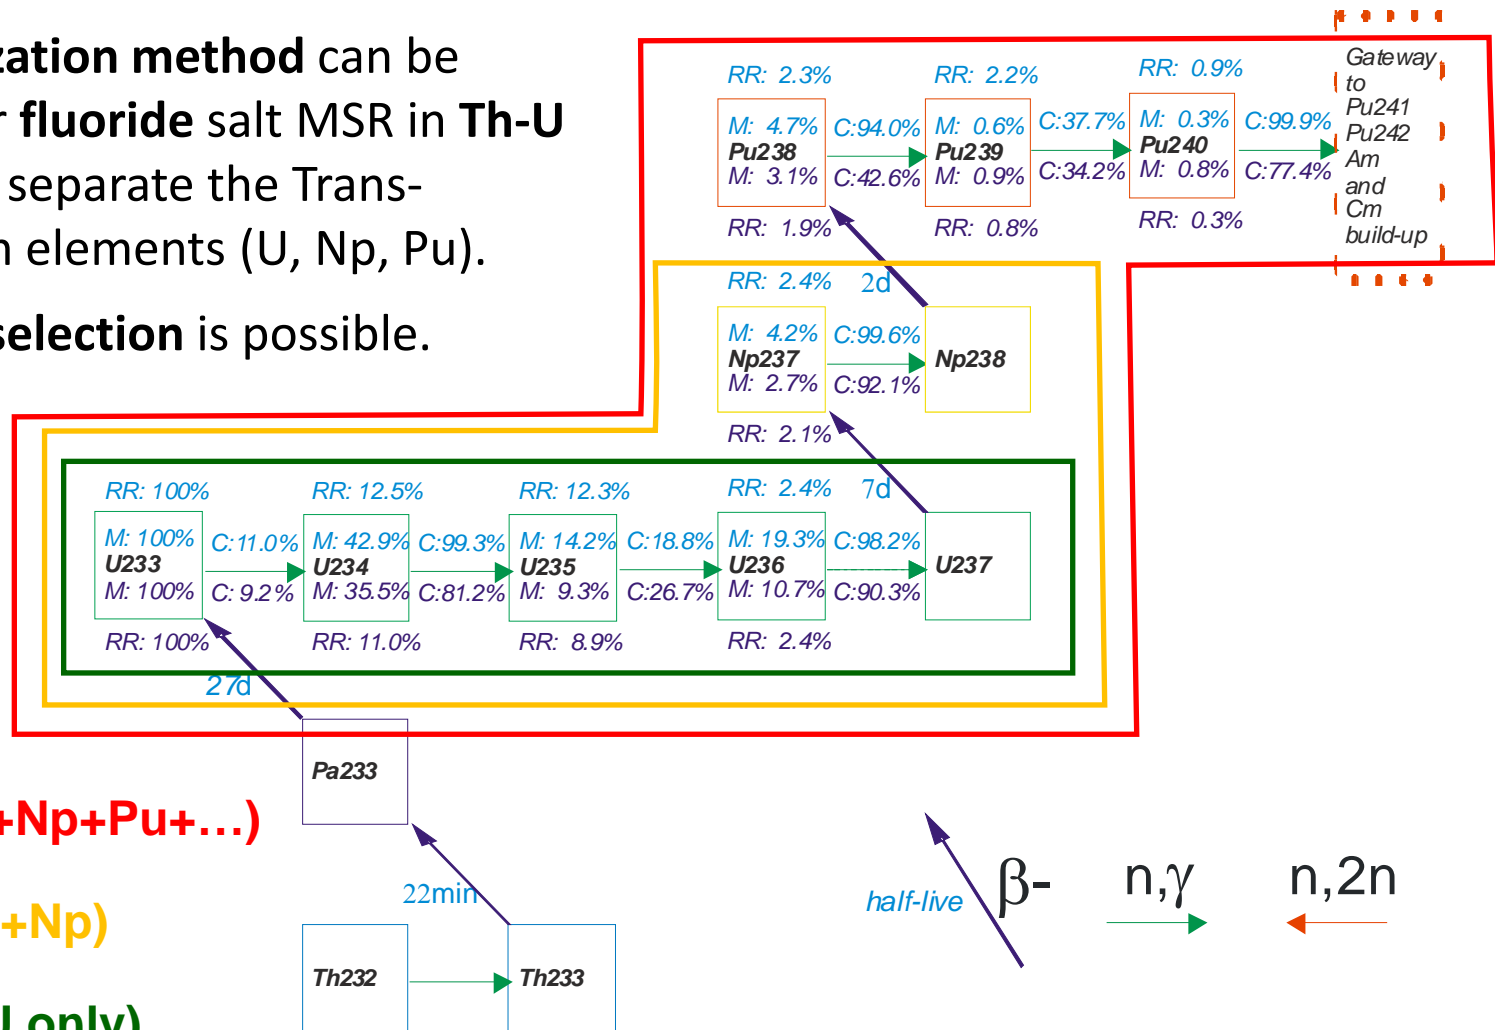 zation method can be
r fluoride salt MSR in Th-U
separate the Trans-
n elements (U, Np, Pu).
selection is possible.
RR: 2.3%
RR: 2.2%
RR: 0.9%
Gateway
to
Pu241
Pu242
Am
and
Cm
build-up
M: 4.7%
Pu238
M: 3.1%
C:94.0%
C:42.6%
M: 0.6%
Pu239
M: 0.9%
C:37.7%
C:34.2%
M: 0.3%
Pu240
M: 0.8%
C:99.9%
C:77.4%
RR: 1.9%
RR: 0.8%
RR: 0.3%
RR: 2.4%
2d
M: 4.2%
Np237
M: 2.7%
C:99.6%
C:92.1%
Np238
RR: 2.1%
RR: 100%
RR: 12.5%
RR: 12.3%
RR: 2.4%
7d
M: 100%
U233
M: 100%
C:11.0%
C: 9.2%
M: 42.9%
U234
M: 35.5%
C:99.3%
C:81.2%
M: 14.2%
U235
M: 9.3%
C:18.8%
C:26.7%
M: 19.3%
U236
M: 10.7%
C:98.2%
C:90.3%
U237
RR: 100%
RR: 11.0%
RR: 8.9%
RR: 2.4%
27d
Pa233
+Np+Pu+…)
22min
+Np)
half-live
β-
n,γ
n,2n
Th232
Th233
only)